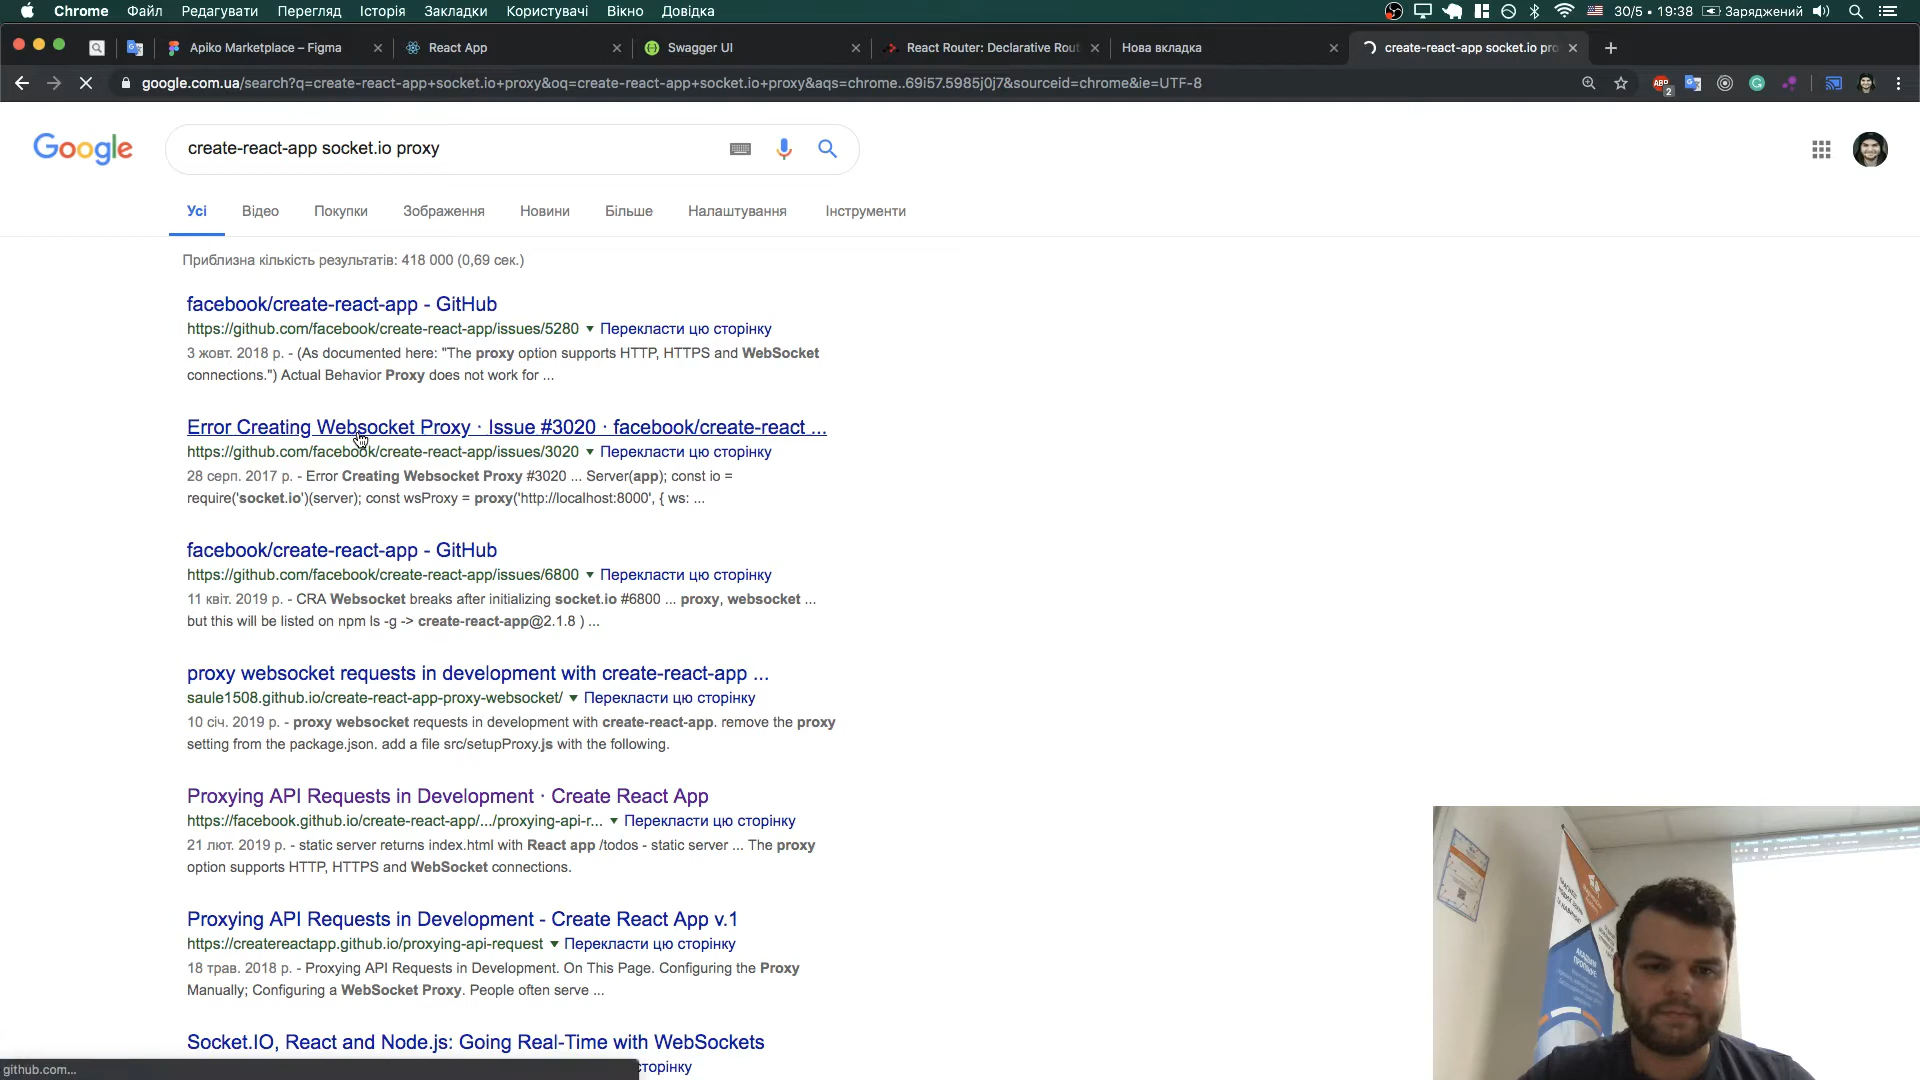 Chrome Файл Редагувати Перегляд Історія Закладки Користувачі Вікно Довідка 30/5 • 19:38 Заряджений
Apiko Marketplace – Figma React App Swagger UI React Router: Declarative Rout Нова вкладка create-react-app socket.io pro
google.com.ua/search?q=create-react-app+socket.io+proxy&oq=create-react-app+socket.io+proxy&aqs=chrome..69i57.5985j0j7&sourceid=chrome&ie=UTF-8
ABP 2
Google create-react-app socket.io proxy
Усі Відео Покупки Зображення Новини Більше Налаштування Інструменти
Приблизна кількість результатів: 418 000 (0,69 сек.)
facebook/create-react-app - GitHub
https://github.com/facebook/create-react-app/issues/5280 ▼ Перекласти цю сторінку
3 жовт. 2018 р. - (As documented here: "The proxy option supports HTTP, HTTPS and WebSocket
connections.") Actual Behavior Proxy does not work for ...
Error Creating Websocket Proxy · Issue #3020 · facebook/create-react ...
https://github.com/facebook/create-react-app/issues/3020 ▼ Перекласти цю сторінку
28 серп. 2017 р. - Error Creating Websocket Proxy #3020 ... Server(app); const io =
require('socket.io')(server); const wsProxy = proxy('http://localhost:8000', { ws: ...
facebook/create-react-app - GitHub
https://github.com/facebook/create-react-app/issues/6800 ▼ Перекласти цю сторінку
11 квіт. 2019 р. - CRA Websocket breaks after initializing socket.io #6800 ... proxy, websocket ...
but this will be listed on npm ls -g -> create-react-app@2.1.8 ) ...
proxy websocket requests in development with create-react-app ...
saule1508.github.io/create-react-app-proxy-websocket/ ▼ Перекласти цю сторінку
10 січ. 2019 р. - proxy websocket requests in development with create-react-app. remove the proxy
setting from the package.json. add a file src/setupProxy.js with the following.
Proxying API Requests in Development · Create React App
https://facebook.github.io/create-react-app/.../proxying-api-r... ▼ Перекласти цю сторінку
21 лют. 2019 р. - static server returns index.html with React app /todos - static server ... The proxy
option supports HTTP, HTTPS and WebSocket connections.
Proxying API Requests in Development - Create React App v.1
https://createreactapp.github.io/proxying-api-request ▼ Перекласти цю сторінку
18 трав. 2018 р. - Proxying API Requests in Development. On This Page. Configuring the Proxy
Manually; Configuring a WebSocket Proxy. People often serve ...
Socket.IO, React and Node.js: Going Real-Time with WebSockets
сторінку
github.com...